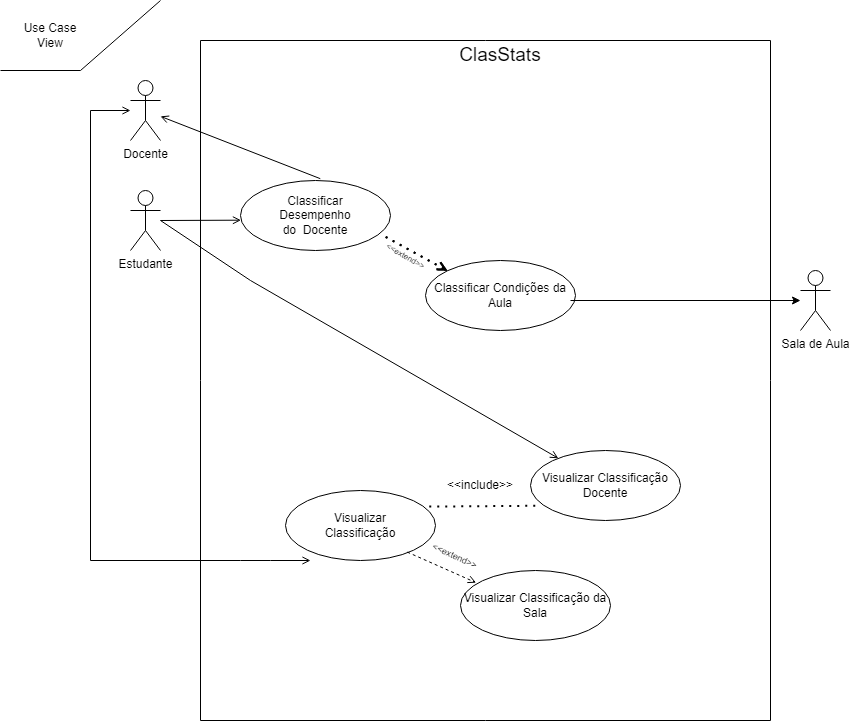 Use Case
View
ClasStats
Docente
Classificar
Desempenho
do Docente
<<extend>>
Estudante
Classificar Condições da
Aula
Sala de Aula
Visualizar Classificação
Docente
<<include>>
Visualizar
Classificação
<<extend>>
Visualizar Classificação da
Sala